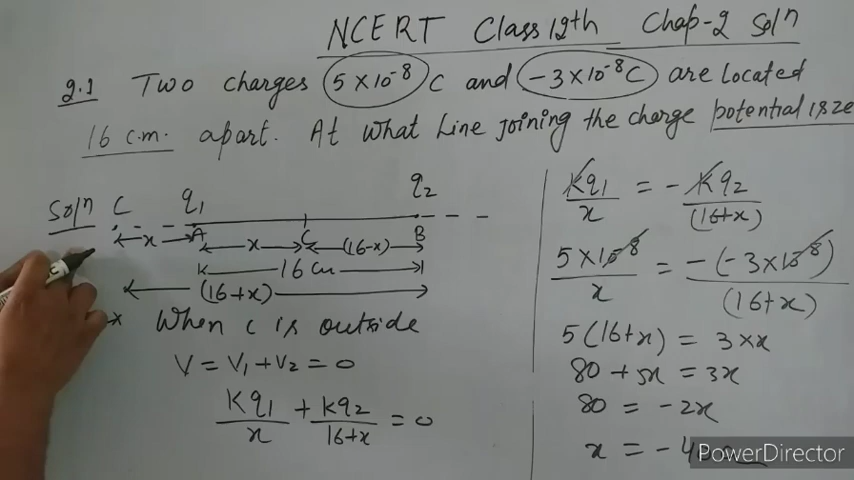 NCERT Class 12th Chap-2 Solⁿ
2.1 Two charges 5×10⁻⁸ C and -3×10⁻⁸C are located
16 c.m. apart. At what Line joining the charge potential is ze
Solⁿ C q₁ q₂
A C B
x x (16-x)
16 cm
(16+x)
* When c is outside
V = V₁ + V₂ = 0
Kq₁/x + Kq₂/16+x = 0
Kq₁/x = - Kq₂/(16+x)
5×10⁻⁸/x = -(-3×10⁻⁸)/(16+x)
5(16+x) = 3×x
80 + 5x = 3x
80 = -2x
x = -40
PowerDirector